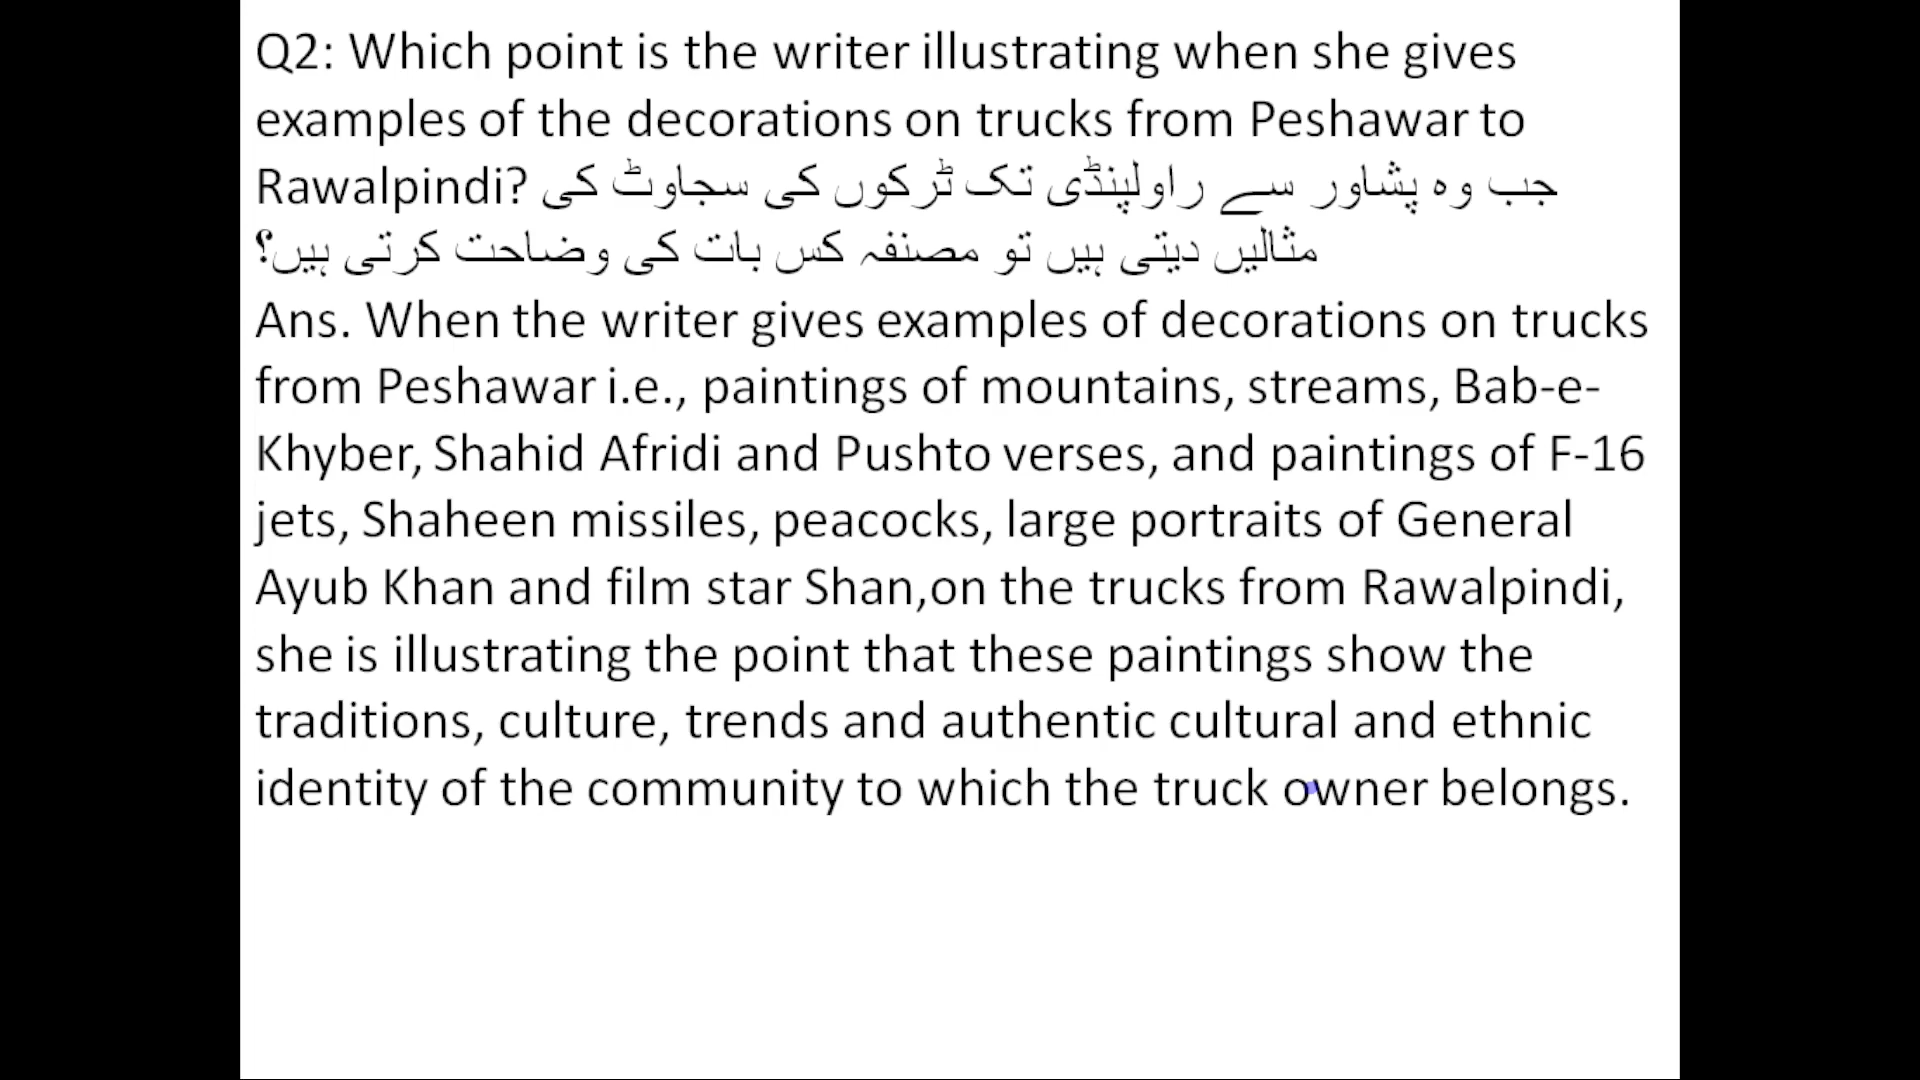 Q2: Which point is the writer illustrating when she gives
examples of the decorations on trucks from Peshawar to
Rawalpindi? جب وہ پشاور سے راولپنڈی تک ٹرکوں کی سجاوٹ کی
مثالیں دیتی ہیں تو مصنفہ کس بات کی وضاحت کرتی ہیں؟
Ans. When the writer gives examples of decorations on trucks
from Peshawar i.e., paintings of mountains, streams, Bab-e-
Khyber, Shahid Afridi and Pushto verses, and paintings of F-16
jets, Shaheen missiles, peacocks, large portraits of General
Ayub Khan and film star Shan,on the trucks from Rawalpindi,
she is illustrating the point that these paintings show the
traditions, culture, trends and authentic cultural and ethnic
identity of the community to which the truck owner belongs.